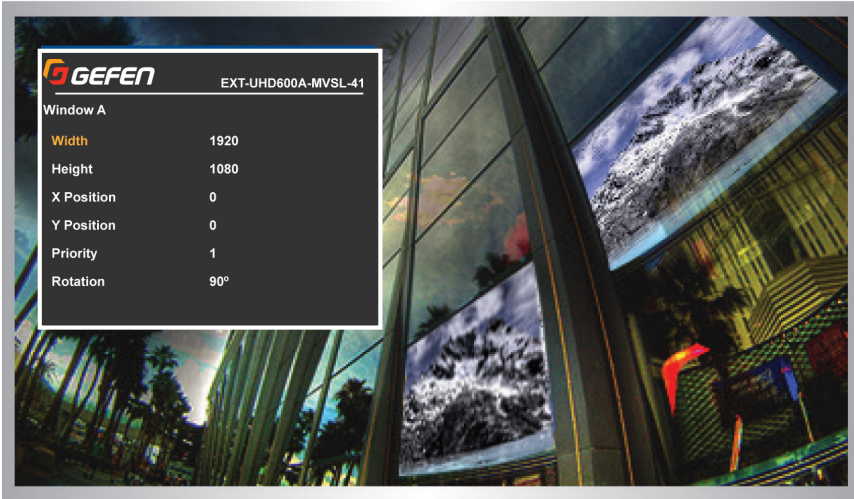 GEFEN
EXT-UHD600A-MVSL-41
Window A
Width 1920
Height 1080
X Position 0
Y Position 0
Priority 1
Rotation 90º